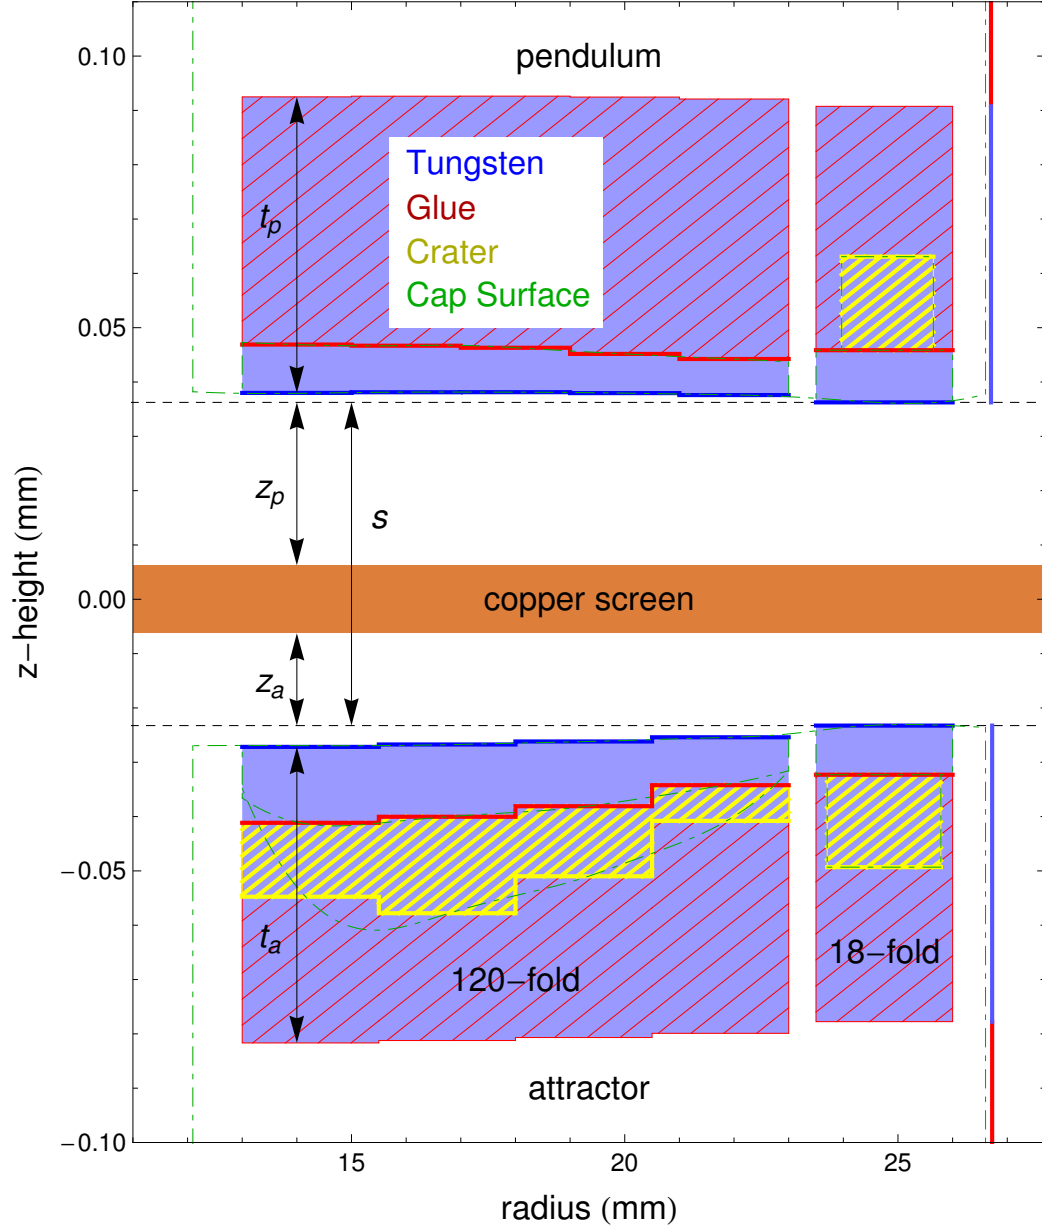 0.10
pendulum
Tungsten
Glue
Crater
Cap Surface
t_p
0.05
z_p
s
z−height (mm)
0.00
copper screen
z_a
−0.05
t_a
18−fold
120−fold
attractor
−0.10
15
20
25
radius (mm)